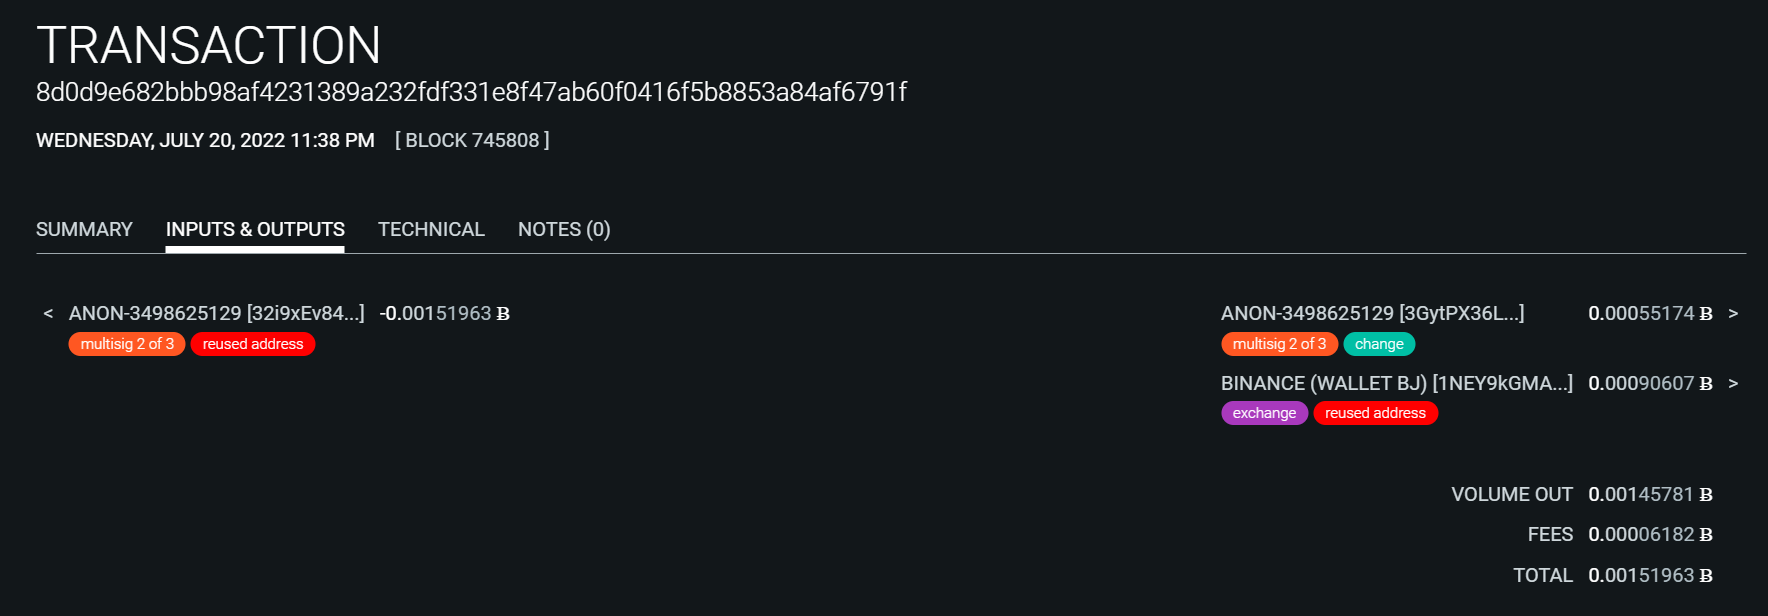 TRANSACTION
8d0d9e682bbb98af4231389a232fdf331e8f47ab60f0416f5b8853a84af6791f
WEDNESDAY, JULY 20, 2022 11:38 PM [ BLOCK 745808 ]
SUMMARY INPUTS & OUTPUTS TECHNICAL NOTES (0)
< ANON-3498625129 [32i9xEv84...] -0.00151963 Ƀ
multisig 2 of 3 reused address
ANON-3498625129 [3GytPX36L...] 0.00055174 Ƀ >
multisig 2 of 3 change
BINANCE (WALLET BJ) [1NEY9kGMA...] 0.00090607 Ƀ >
exchange reused address
VOLUME OUT 0.00145781 Ƀ
FEES 0.00006182 Ƀ
TOTAL 0.00151963 Ƀ